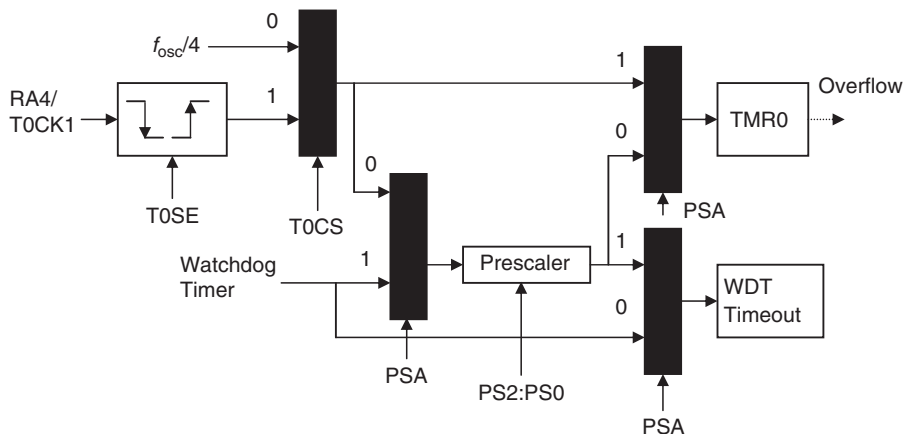 0
f_osc/4
1
Overflow
RA4/
T0CK1
1
TMR0
0
0
T0SE
T0CS
PSA
1
Watchdog
Timer
1
Prescaler
WDT
Timeout
0
PSA
PS2:PS0
PSA